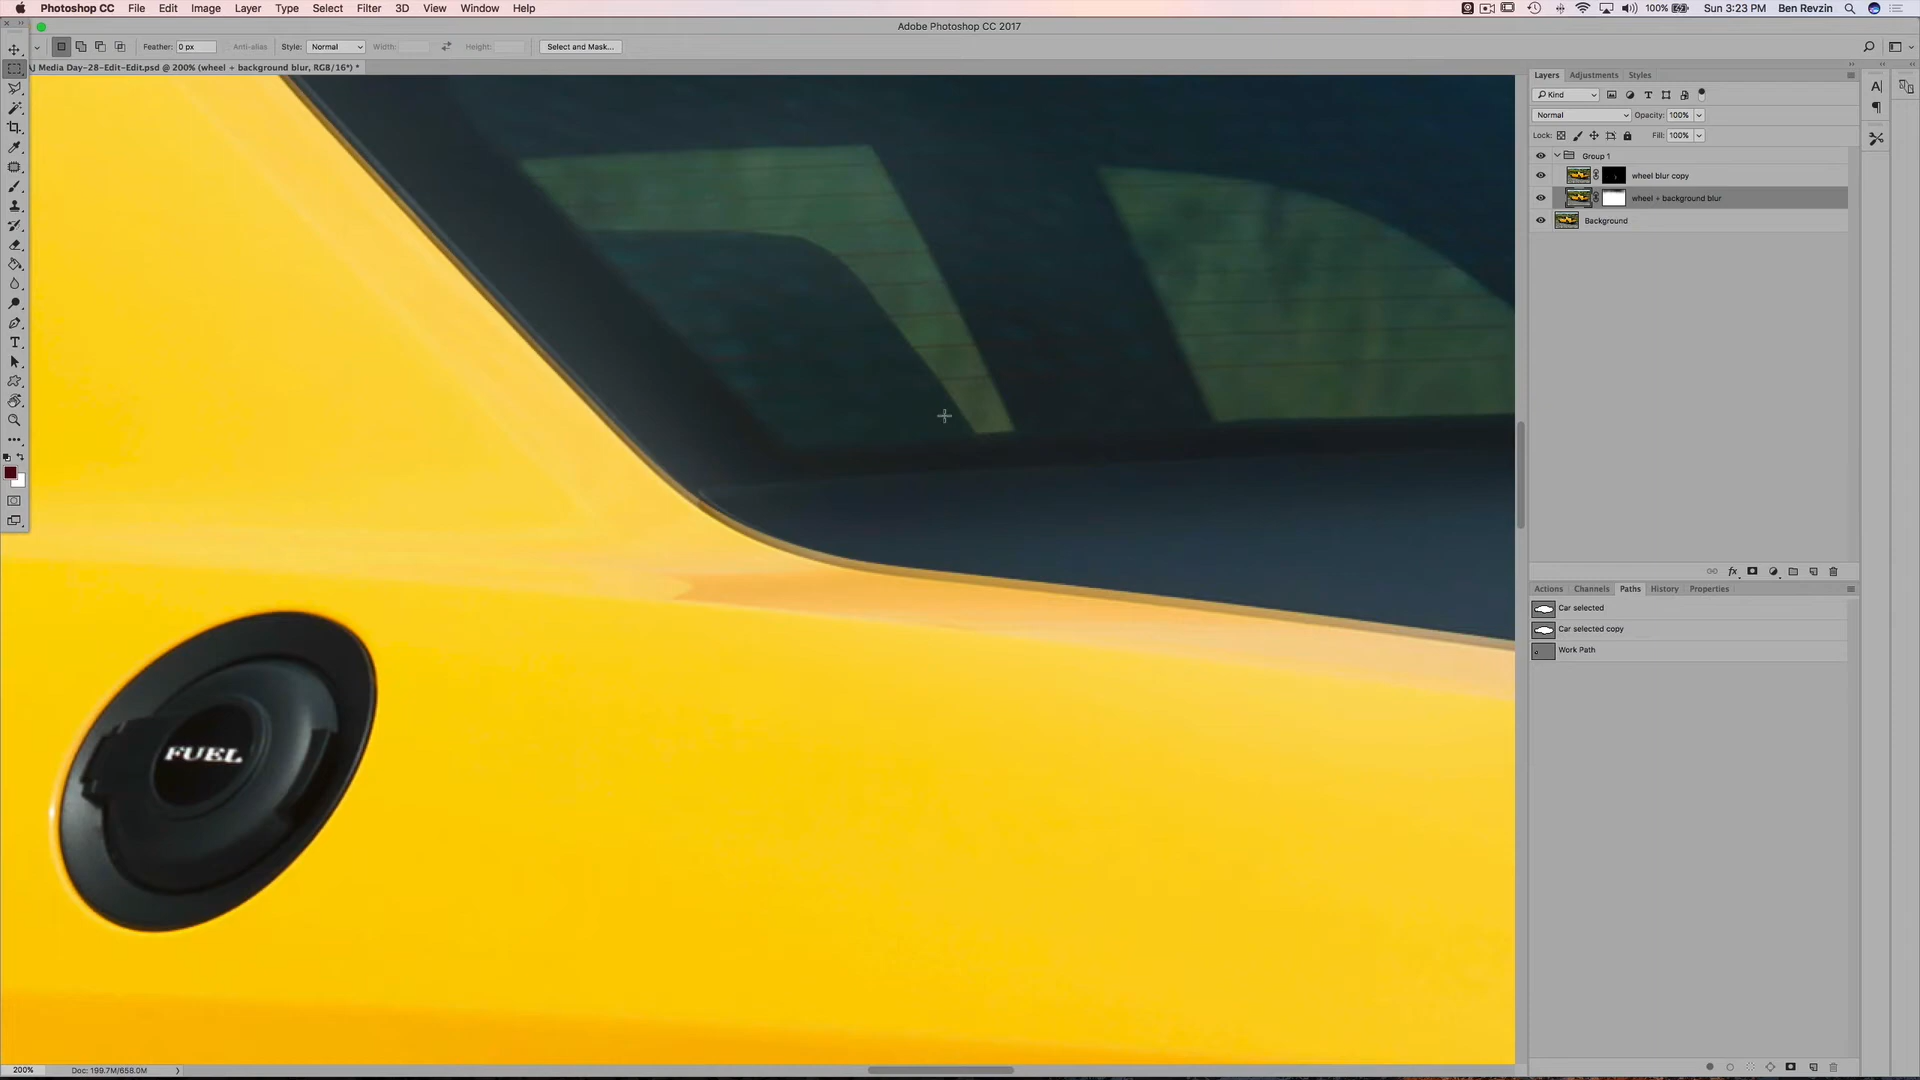 Photoshop CC File Edit Image Layer Type Select Filter 3D View Window Help 100% Sun 3:23 PM Ben Revzin
Adobe Photoshop CC 2017
Feather: 0 px Anti-alias Style: Normal Width: Height: Select and Mask...
Media Day-28-Edit-Edit.psd @ 200% (wheel + background blur, RGB/16*) *
Layers Adjustments Styles
Kind
Normal Opacity: 100%
Lock: Fill: 100%
Group 1
wheel blur copy
wheel + background blur
Background
fx
Actions Channels Paths History Properties
Car selected
Car selected copy
Work Path
FUEL
200% Doc: 199.7M/658.0M